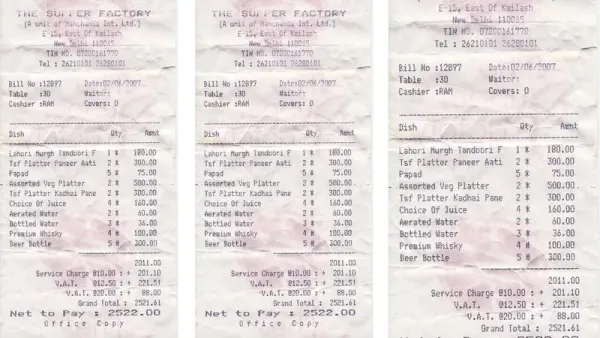 THE SUFFER FACTORY
(A unit of Manchanda Int. Ltd.)
E-15, East Of Kailash
New Delhi 110065
TIN NO. 07200161770
Tel : 26210101 26280101
Bill No :12897 Date:02/06/2007
Table :30 Waitor:
Cashier :RAM Covers: 0
Dish Qty Amnt
Lahori Murgh Tandoori F 1 * 180.00
Tsf Platter Paneer Aati 2 * 300.00
Papad 5 * 75.00
Assorted Veg Platter 2 * 500.00
Tsf Platter Kadhai Pane 2 * 300.00
Choice Of Juice 4 * 160.00
Aerated Water 2 # 60.00
Bottled Water 3 # 36.00
Premium Whisky 4 # 100.00
Beer Bottle 5 # 300.00
2011.00
Service Charge @10.00 : + 201.10
V.A.T. @12.50 : + 221.51
V.A.T. @20.00 : + 88.00
Grand Total : 2521.61
Net to Pay : 2522.00
Office Copy
THE SUFFER FACTORY
(A unit of Manchanda Int. Ltd.)
E-15, East Of Kailash
New Delhi 110065
TIN NO. 07200161770
Tel : 26210101 26280101
Bill No :12897 Date:02/06/2007
Table :30 Waitor:
Cashier :RAM Covers: 0
Dish Qty Amnt
Lahori Murgh Tandoori F 1 * 180.00
Tsf Platter Paneer Aati 2 * 300.00
Papad 5 * 75.00
Assorted Veg Platter 2 * 500.00
Tsf Platter Kadhai Pane 2 * 300.00
Choice Of Juice 4 * 160.00
Aerated Water 2 # 60.00
Bottled Water 3 # 36.00
Premium Whisky 4 # 100.00
Beer Bottle 5 # 300.00
2011.00
Service Charge @10.00 : + 201.10
V.A.T. @12.50 : + 221.51
V.A.T. @20.00 : + 88.00
Grand Total : 2521.61
Net to Pay : 2522.00
Office Copy
E-15, East Of Kailash
New Delhi 110065
TIN NO. 07200161770
Tel : 26210101 26280101
Bill No :12897 Date:02/06/2007
Table :30 Waitor:
Cashier :RAM Covers: 0
Dish Qty Amnt
Lahori Murgh Tandoori F 1 * 180.00
Tsf Platter Paneer Aati 2 * 300.00
Papad 5 * 75.00
Assorted Veg Platter 2 * 500.00
Tsf Platter Kadhai Pane 2 * 300.00
Choice Of Juice 4 * 160.00
Aerated Water 2 # 60.00
Bottled Water 3 # 36.00
Premium Whisky 4 # 100.00
Beer Bottle 5 # 300.00
2011.00
Service Charge @10.00 : + 201.10
V.A.T. @12.50 : + 221.51
V.A.T. @20.00 : + 88.00
Grand Total : 2521.61